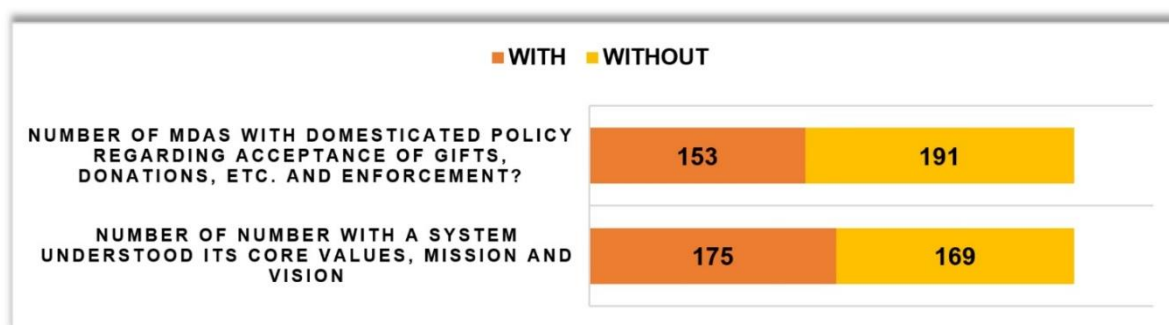 WITH WITHOUT
NUMBER OF MDAS WITH DOMESTICATED POLICY
REGARDING ACCEPTANCE OF GIFTS,
DONATIONS, ETC. AND ENFORCEMENT?
153 191
NUMBER OF NUMBER WITH A SYSTEM
UNDERSTOOD ITS CORE VALUES, MISSION AND
VISION
175 169